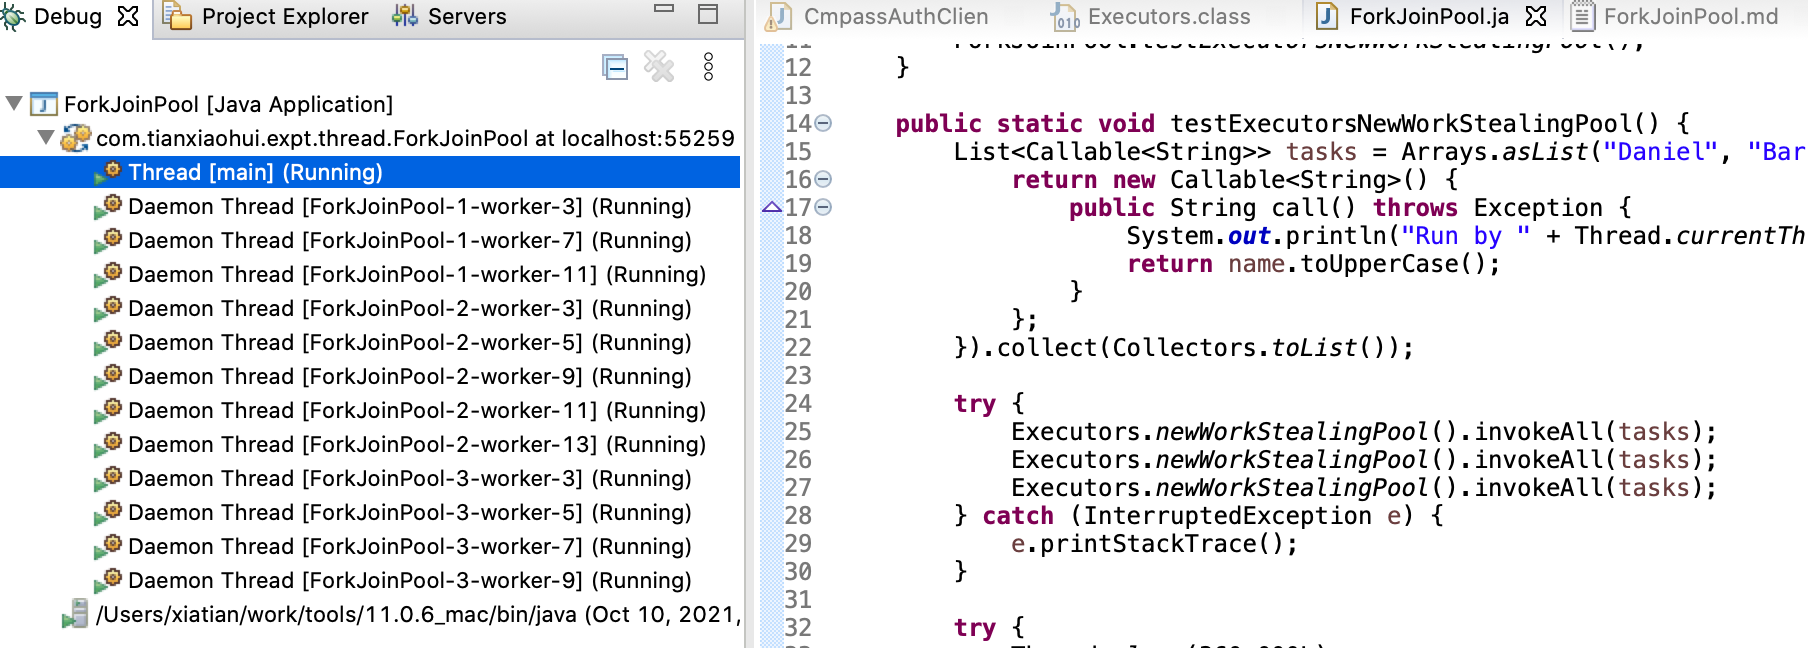 Debug
Project Explorer
Servers
ForkJoinPool [Java Application]
com.tianxiaohui.expt.thread.ForkJoinPool at localhost:55259
Thread [main] (Running)
Daemon Thread [ForkJoinPool-1-worker-3] (Running)
Daemon Thread [ForkJoinPool-1-worker-7] (Running)
Daemon Thread [ForkJoinPool-1-worker-11] (Running)
Daemon Thread [ForkJoinPool-2-worker-3] (Running)
Daemon Thread [ForkJoinPool-2-worker-5] (Running)
Daemon Thread [ForkJoinPool-2-worker-9] (Running)
Daemon Thread [ForkJoinPool-2-worker-11] (Running)
Daemon Thread [ForkJoinPool-2-worker-13] (Running)
Daemon Thread [ForkJoinPool-3-worker-3] (Running)
Daemon Thread [ForkJoinPool-3-worker-5] (Running)
Daemon Thread [ForkJoinPool-3-worker-7] (Running)
Daemon Thread [ForkJoinPool-3-worker-9] (Running)
/Users/xiatian/work/tools/11.0.6_mac/bin/java (Oct 10, 2021,
CmpassAuthClien
Executors.class
ForkJoinPool.ja
ForkJoinPool.md
11 ForkJoinPool.testExecutorsNewWorkStealingPool();
12 }
13
14 public static void testExecutorsNewWorkStealingPool() {
15 List<Callable<String>> tasks = Arrays.asList("Daniel", "Bar
16 return new Callable<String>() {
17 public String call() throws Exception {
18 System.out.println("Run by " + Thread.currentTh
19 return name.toUpperCase();
20 }
21 };
22 }).collect(Collectors.toList());
23
24 try {
25 Executors.newWorkStealingPool().invokeAll(tasks);
26 Executors.newWorkStealingPool().invokeAll(tasks);
27 Executors.newWorkStealingPool().invokeAll(tasks);
28 } catch (InterruptedException e) {
29 e.printStackTrace();
30 }
31
32 try {